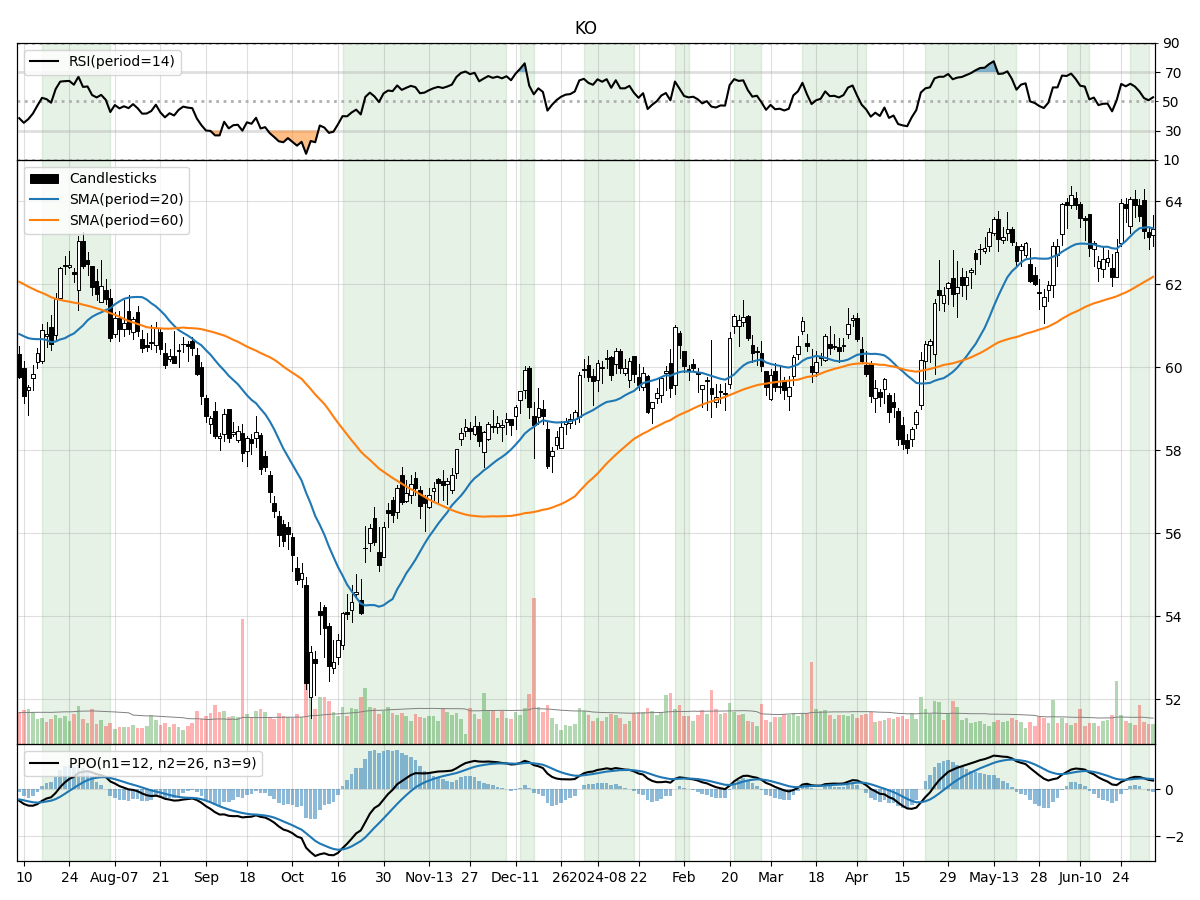 KO
RSI(period=14)
90
70
50
30
10
Candlesticks
SMA(period=20)
SMA(period=60)
64
62
60
58
56
54
52
PPO(n1=12, n2=26, n3=9)
0
−2
10 24 Aug-07 21 Sep 18 Oct 16 30 Nov-13 27 Dec-11 26 2024-08 22 Feb 20 Mar 18 Apr 15 29 May-13 28 Jun-10 24